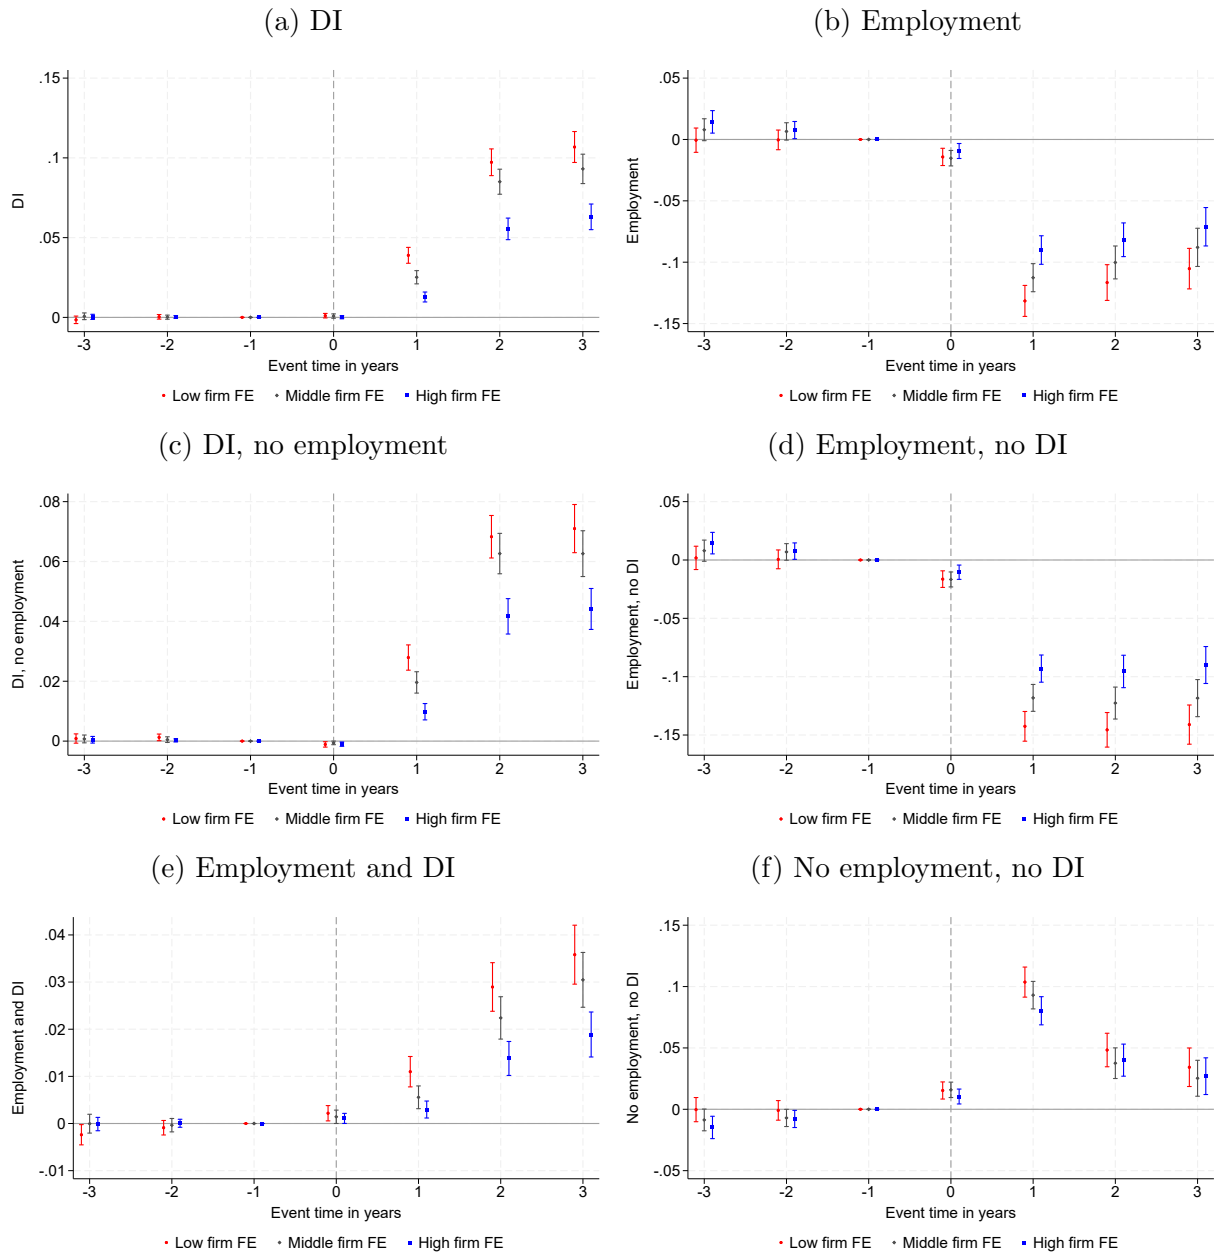 (a) DI
(b) Employment
.15
.1
.05
0
DI
-3 -2 -1 0 1 2 3
Event time in years
Low firm FE Middle firm FE High firm FE
.05
0
-.05
-.1
-.15
Employment
-3 -2 -1 0 1 2 3
Event time in years
Low firm FE Middle firm FE High firm FE
(c) DI, no employment
(d) Employment, no DI
.08
.06
.04
.02
0
DI, no employment
-3 -2 -1 0 1 2 3
Event time in years
Low firm FE Middle firm FE High firm FE
.05
0
-.05
-.1
-.15
Employment, no DI
-3 -2 -1 0 1 2 3
Event time in years
Low firm FE Middle firm FE High firm FE
(e) Employment and DI
(f) No employment, no DI
.04
.03
.02
.01
0
-.01
Employment and DI
-3 -2 -1 0 1 2 3
Event time in years
Low firm FE Middle firm FE High firm FE
.15
.1
.05
0
-.05
No employment, no DI
-3 -2 -1 0 1 2 3
Event time in years
Low firm FE Middle firm FE High firm FE